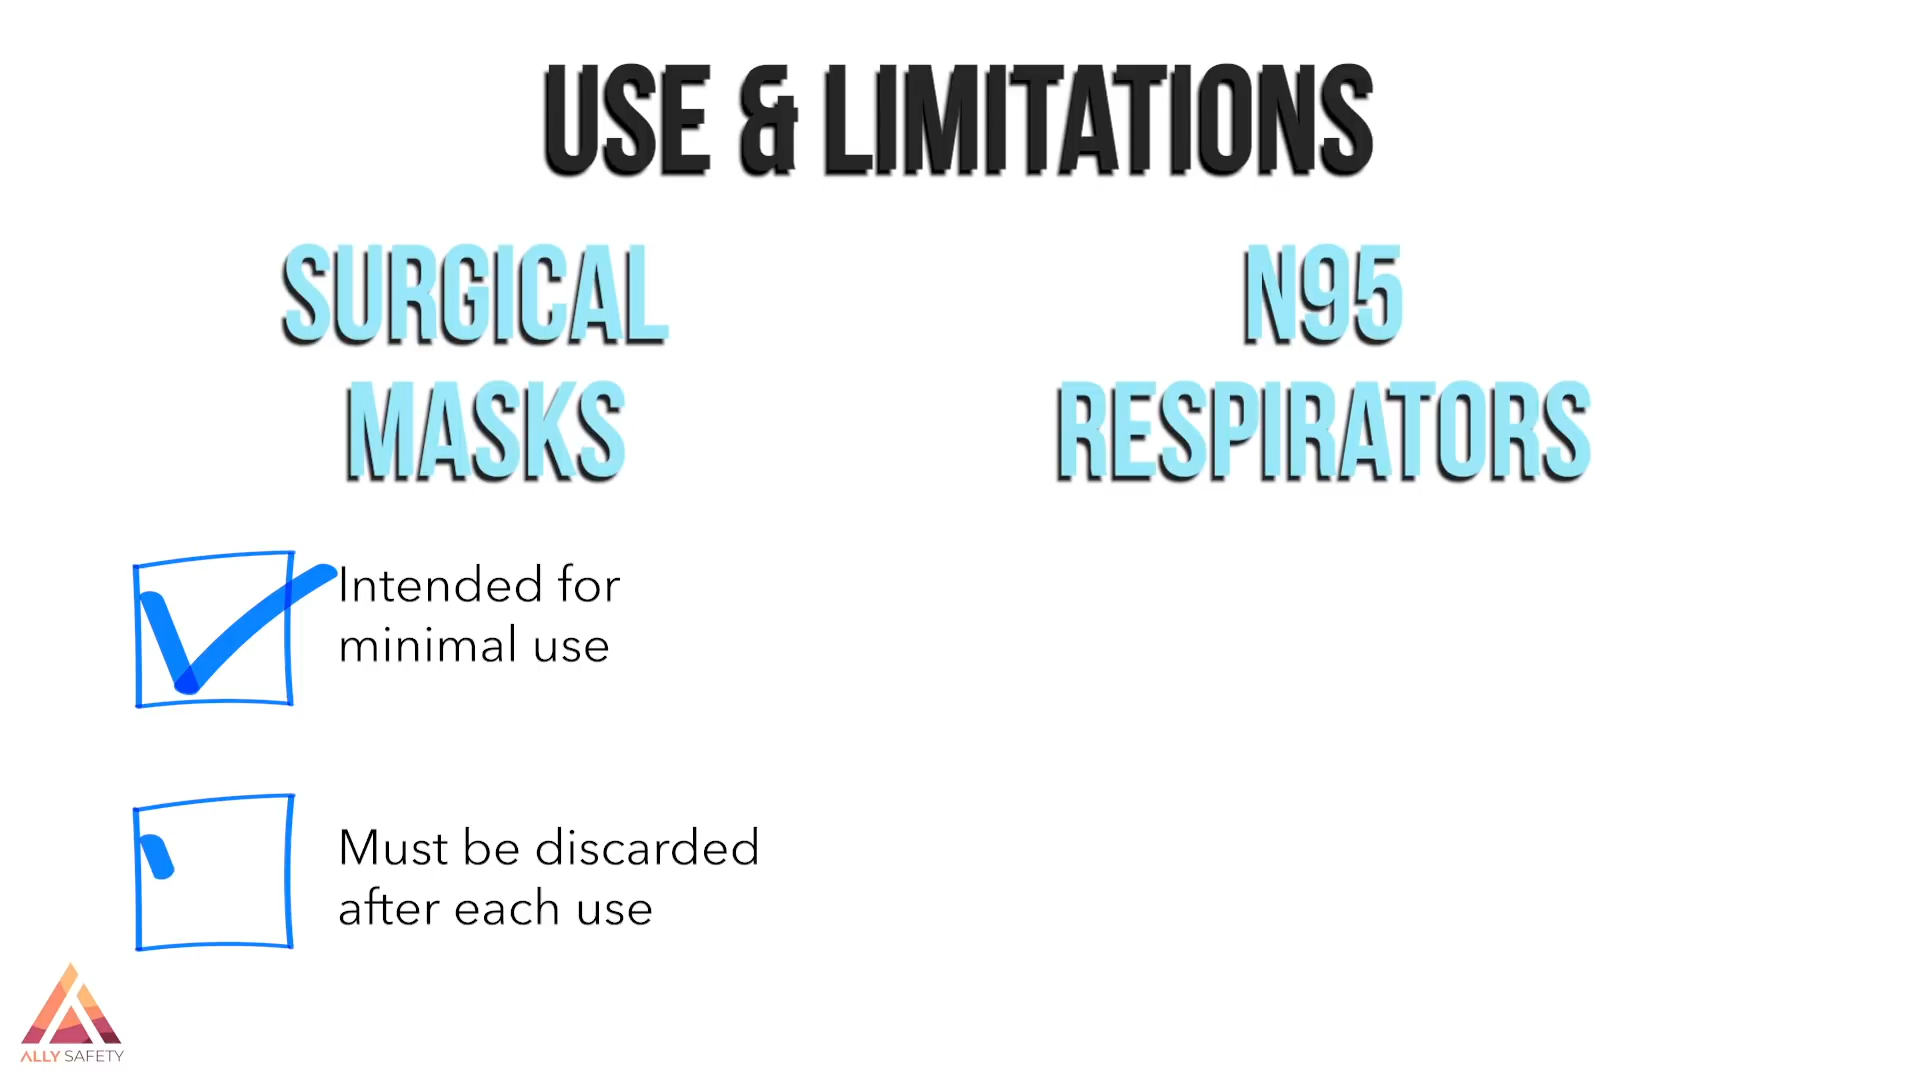 USE & LIMITATIONS
SURGICAL
MASKS
N95
RESPIRATORS
Intended for
minimal use
Must be discarded
after each use
ALLY SAFETY